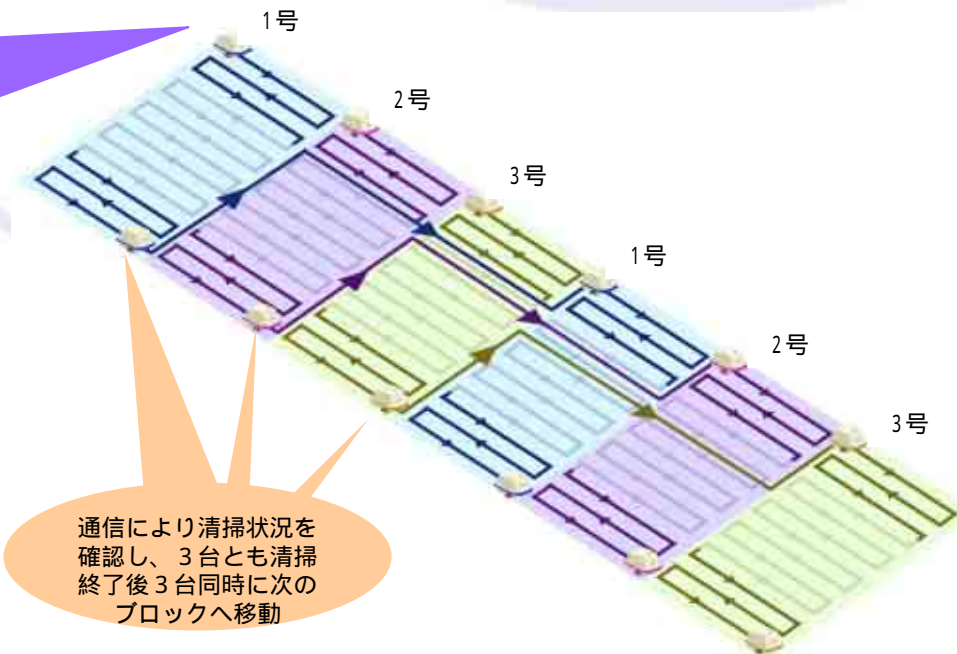 1号
2号
3号
1号
2号
3号
通信により清掃状況を
確認し、３台とも清掃
終了後３台同時に次の
ブロックへ移動